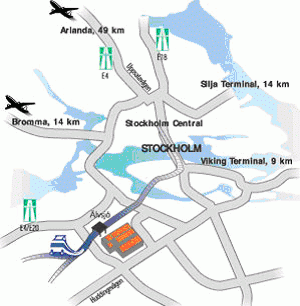 Arlanda, 49 km
E18
E4
Uppsalavägen
Silja Terminal, 14 km
Bromma, 14 km
Stockholm Central
STOCKHOLM
Viking Terminal, 9 km
Älvsjö
E4/E20
Huddingevägen